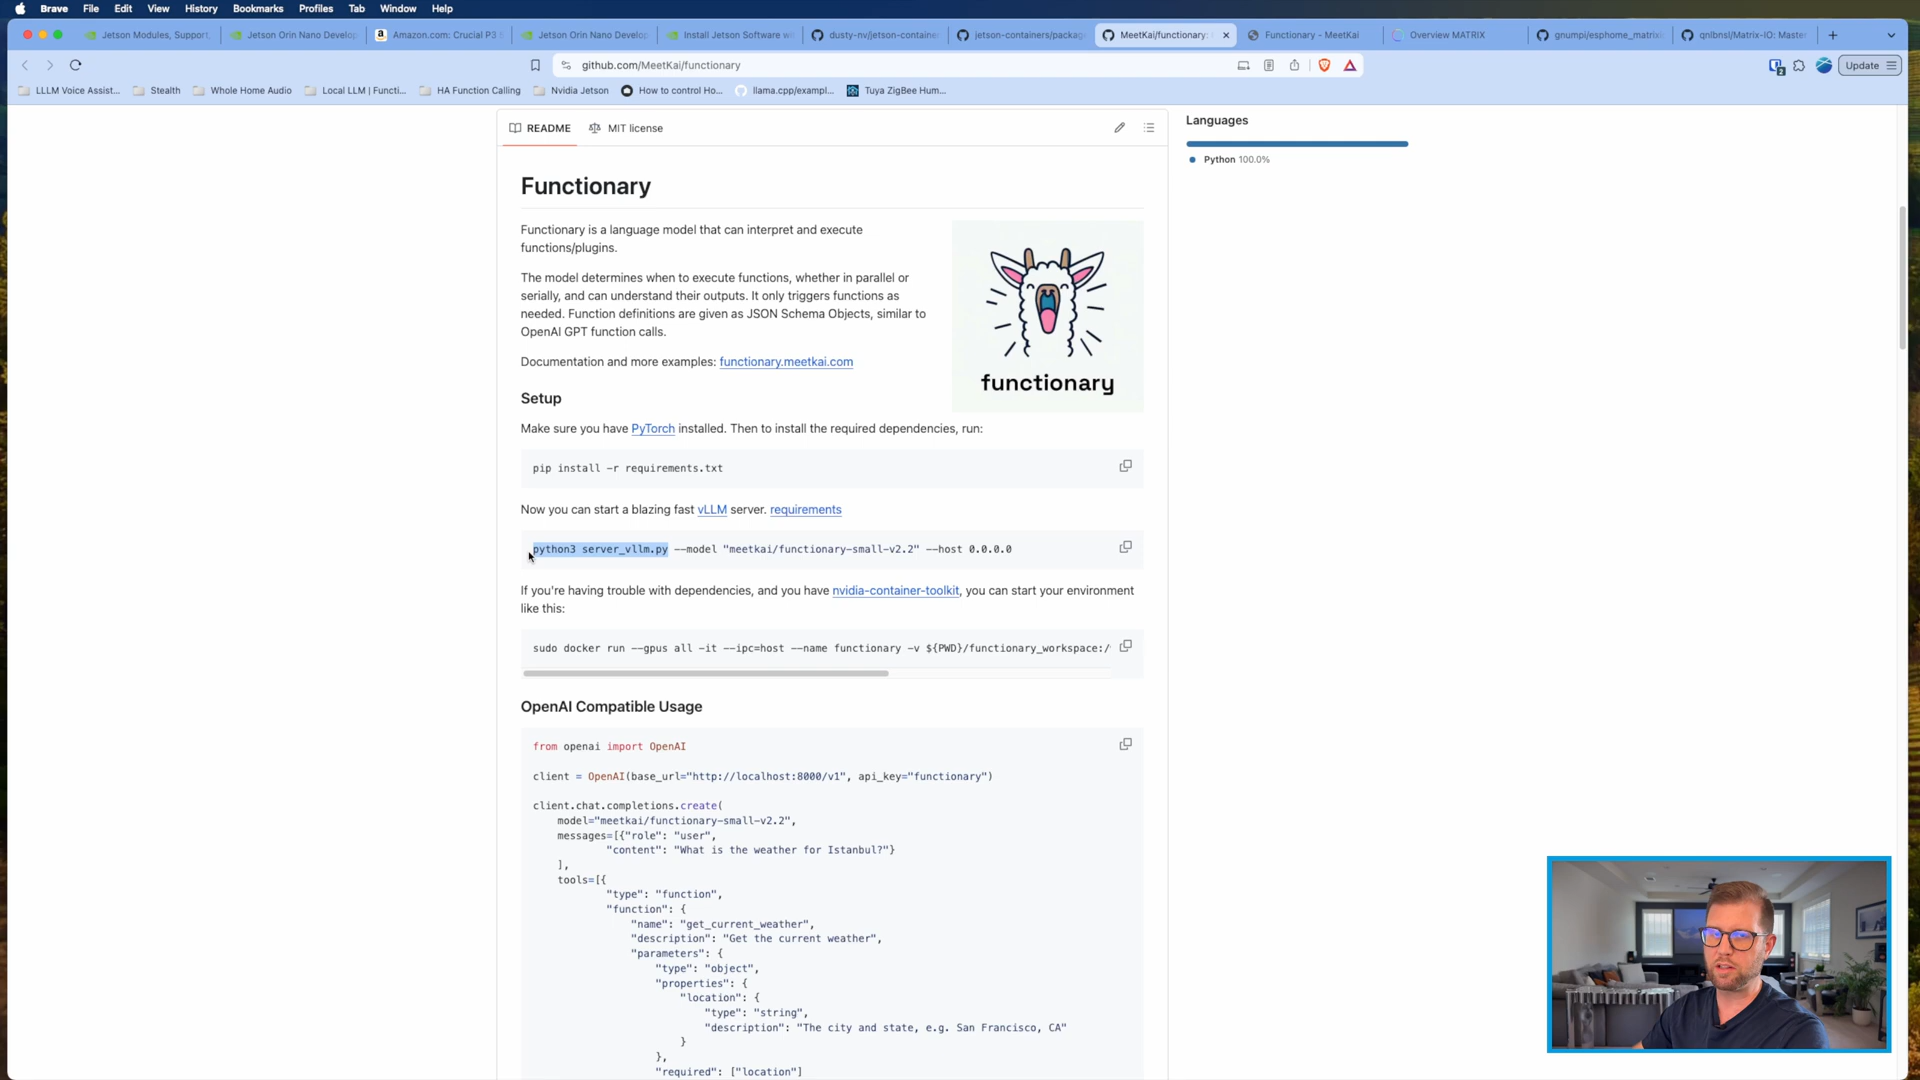 Brave File Edit View History Bookmarks Profiles Tab Window Help
Jetson Modules, Support, Jetson Orin Nano Develop Amazon.com: Crucial P3 Jetson Orin Nano Develop Install Jetson Software wi dusty-nv/jetson-container jetson-containers/packag MeetKai/functionary: Functionary - MeetKai Overview MATRIX gnumpi/esphome_matrixi qnlbnsl/Matrix-IO: Master
github.com/MeetKai/functionary Update
LLLM Voice Assist... Stealth Whole Home Audio Local LLM | Functi... HA Function Calling Nvidia Jetson How to control Ho... llama.cpp/exampl... Tuya ZigBee Hum...
README MIT license
Languages
Python 100.0%
Functionary
Functionary is a language model that can interpret and execute
functions/plugins.
The model determines when to execute functions, whether in parallel or
serially, and can understand their outputs. It only triggers functions as
needed. Function definitions are given as JSON Schema Objects, similar to
OpenAI GPT function calls.
Documentation and more examples: functionary.meetkai.com
functionary
Setup
Make sure you have PyTorch installed. Then to install the required dependencies, run:
pip install -r requirements.txt
Now you can start a blazing fast vLLM server. requirements
python3 server_vllm.py --model "meetkai/functionary-small-v2.2" --host 0.0.0.0
If you're having trouble with dependencies, and you have nvidia-container-toolkit, you can start your environment
like this:
sudo docker run --gpus all -it --ipc=host --name functionary -v ${PWD}/functionary_workspace:/
OpenAI Compatible Usage
from openai import OpenAI
client = OpenAI(base_url="http://localhost:8000/v1", api_key="functionary")
client.chat.completions.create(
model="meetkai/functionary-small-v2.2",
messages=[{"role": "user",
"content": "What is the weather for Istanbul?"}
],
tools=[{
"type": "function",
"function": {
"name": "get_current_weather",
"description": "Get the current weather",
"parameters": {
"type": "object",
"properties": {
"location": {
"type": "string",
"description": "The city and state, e.g. San Francisco, CA"
}
},
"required": ["location"]